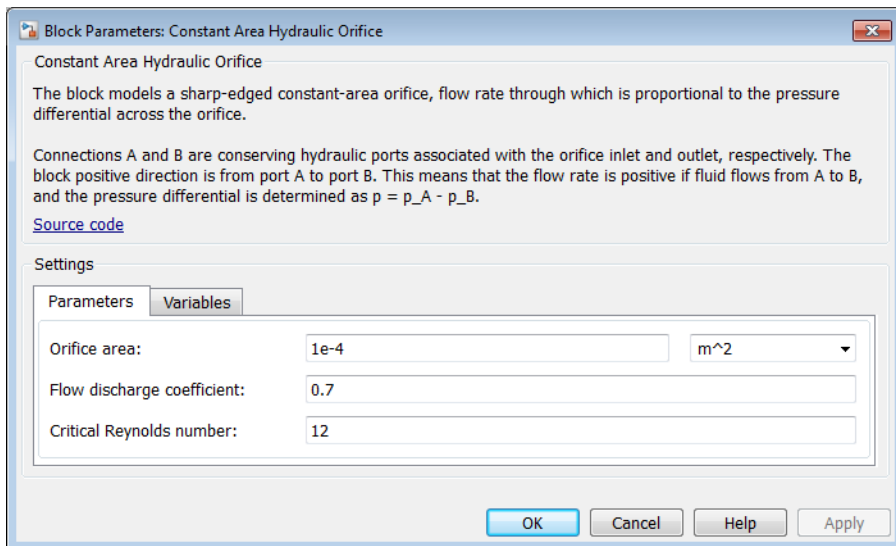 Block Parameters: Constant Area Hydraulic Orifice
Constant Area Hydraulic Orifice
The block models a sharp-edged constant-area orifice, flow rate through which is proportional to the pressure
differential across the orifice.
Connections A and B are conserving hydraulic ports associated with the orifice inlet and outlet, respectively. The
block positive direction is from port A to port B. This means that the flow rate is positive if fluid flows from A to B,
and the pressure differential is determined as p = p_A - p_B.
Source code
Settings
Parameters Variables
Orifice area: 1e-4 m^2
Flow discharge coefficient: 0.7
Critical Reynolds number: 12
OK Cancel Help Apply